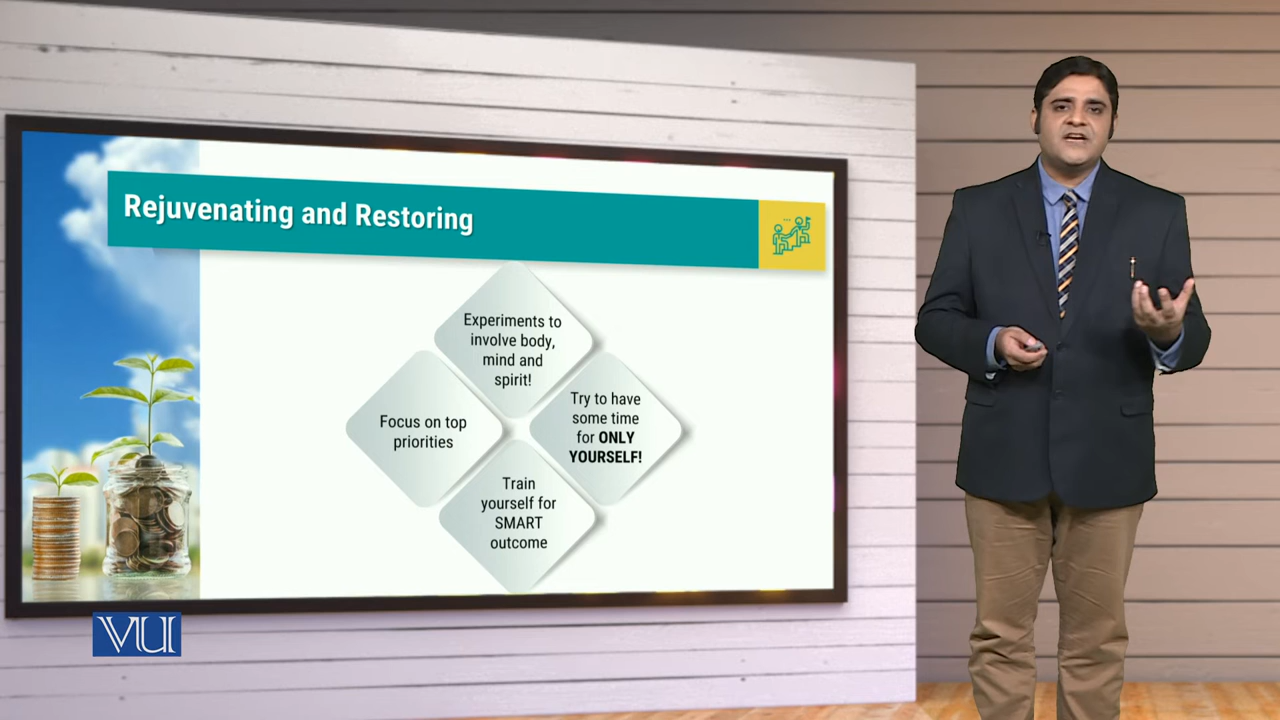 Rejuvenating and Restoring
Experiments to
involve body,
mind and
spirit!
Focus on top
priorities
Try to have
some time
for ONLY
YOURSELF!
Train
yourself for
SMART
outcome
VU